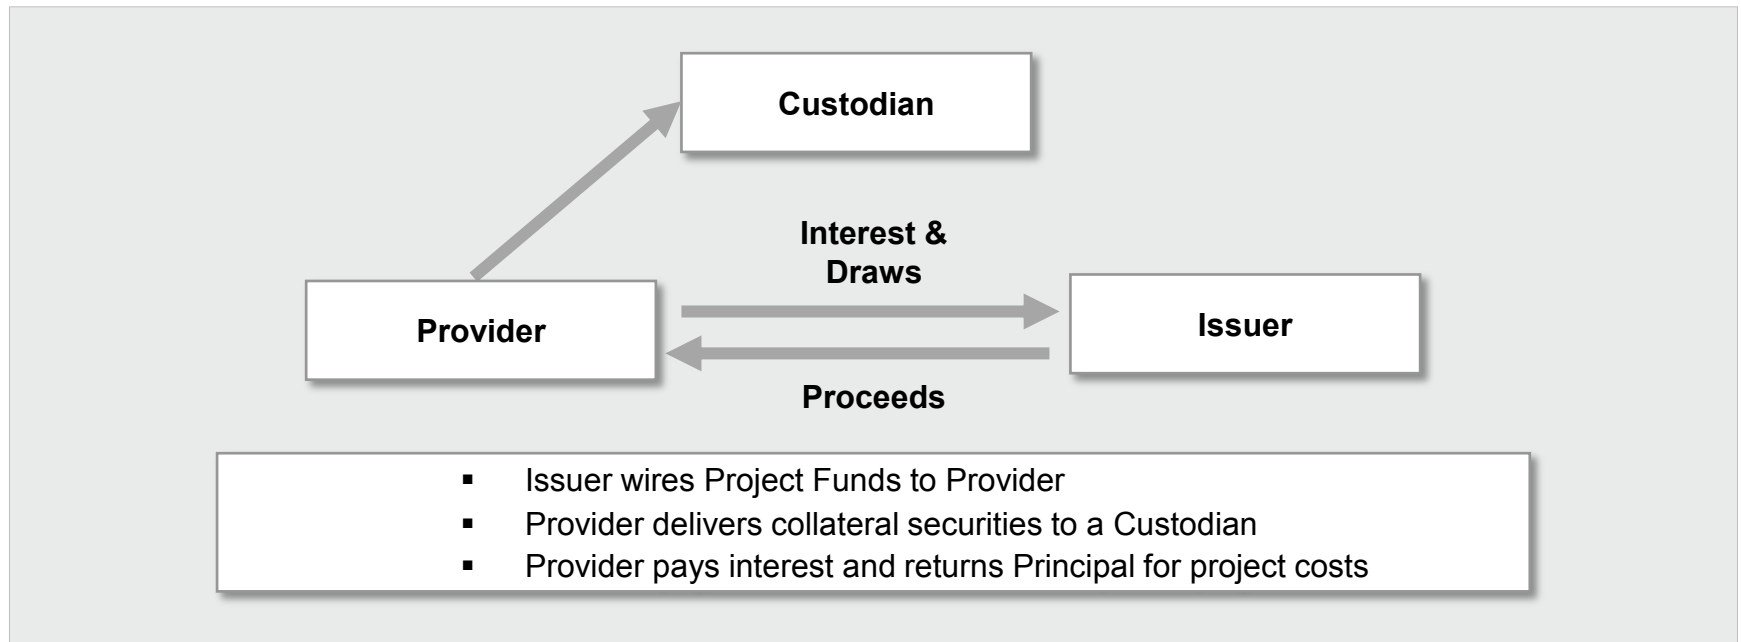 Custodian
Interest &
Draws
Provider
Issuer
Proceeds
▪ Issuer wires Project Funds to Provider
▪ Provider delivers collateral securities to a Custodian
▪ Provider pays interest and returns Principal for project costs